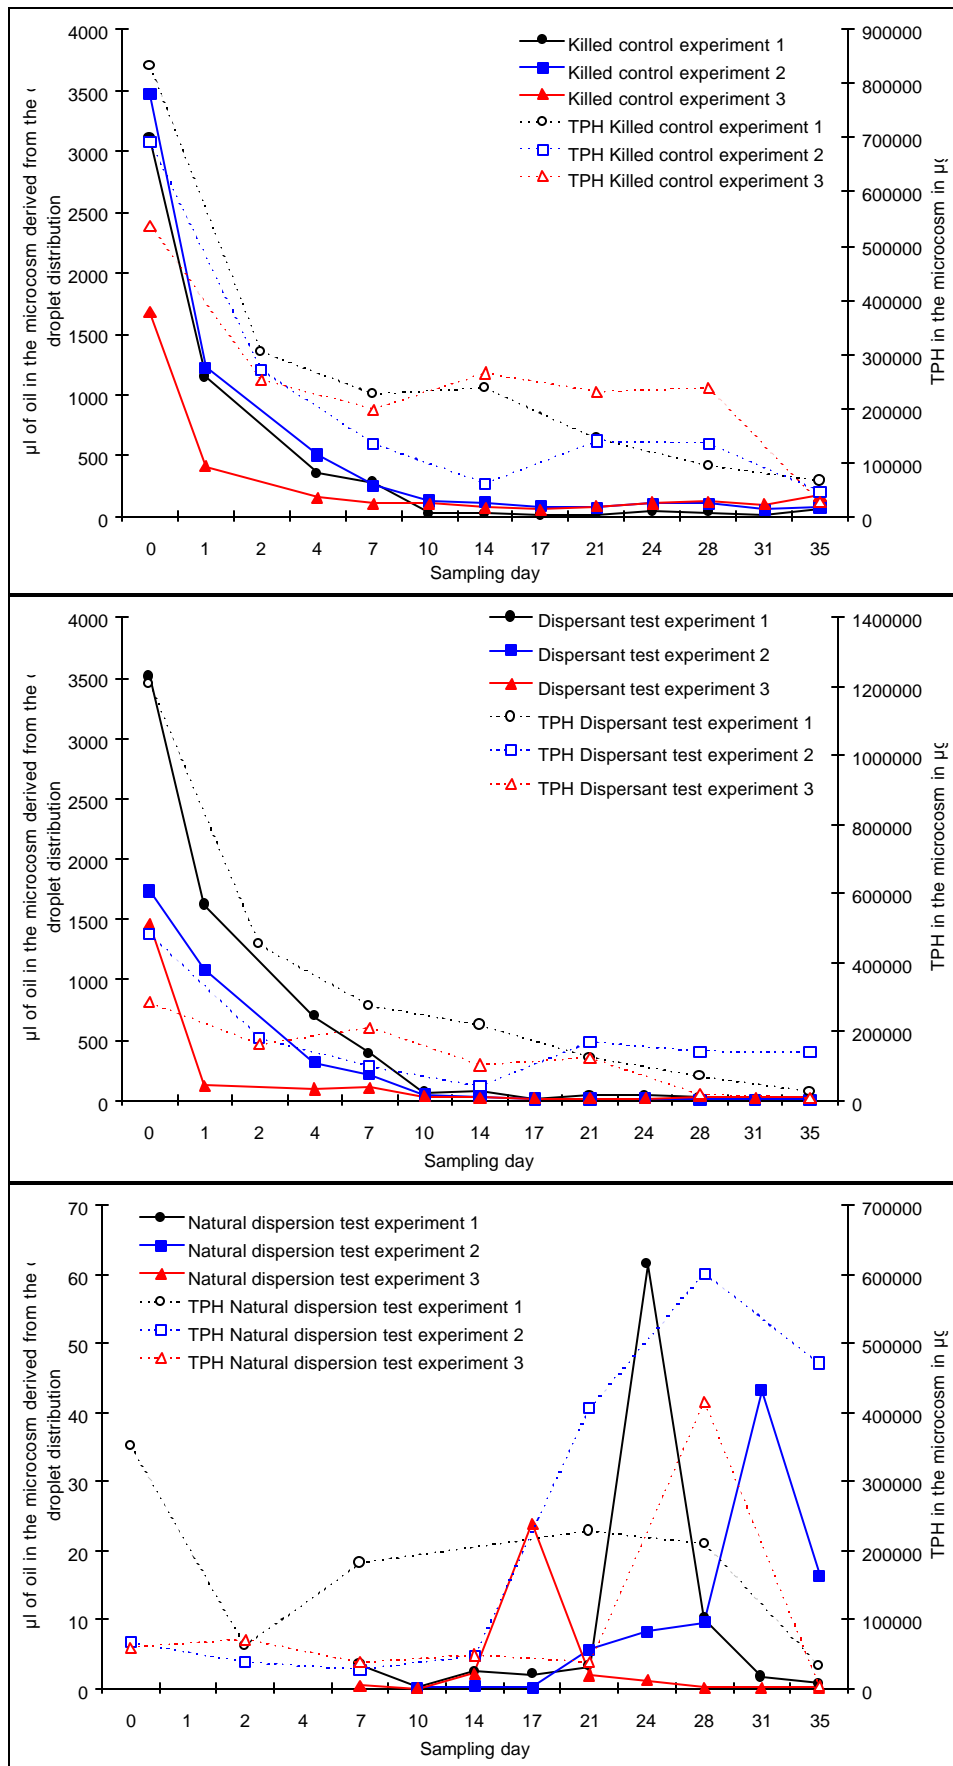 4000
3500
3000
2500
2000
1500
1000
500
0
900000
800000
700000
600000
500000
400000
300000
200000
100000
0
µl of oil in the microcosm derived from the
droplet distribution
TPH in the microcosm in µg
Killed control experiment 1
Killed control experiment 2
Killed control experiment 3
TPH Killed control experiment 1
TPH Killed control experiment 2
TPH Killed control experiment 3
0 1 2 4 7 10 14 17 21 24 28 31 35
Sampling day
4000
3500
3000
2500
2000
1500
1000
500
0
1400000
1200000
1000000
800000
600000
400000
200000
0
µl of oil in the microcosm derived from the
droplet distribution
TPH in the microcosm in µg
Dispersant test experiment 1
Dispersant test experiment 2
Dispersant test experiment 3
TPH Dispersant test experiment 1
TPH Dispersant test experiment 2
TPH Dispersant test experiment 3
0 1 2 4 7 10 14 17 21 24 28 31 35
Sampling day
70
60
50
40
30
20
10
0
700000
600000
500000
400000
300000
200000
100000
0
µl of oil in the microcosm derived from the
droplet distribution
TPH in the microcosm in µg
Natural dispersion test experiment 1
Natural dispersion test experiment 2
Natural dispersion test experiment 3
TPH Natural dispersion test experiment 1
TPH Natural dispersion test experiment 2
TPH Natural dispersion test experiment 3
0 1 2 4 7 10 14 17 21 24 28 31 35
Sampling day